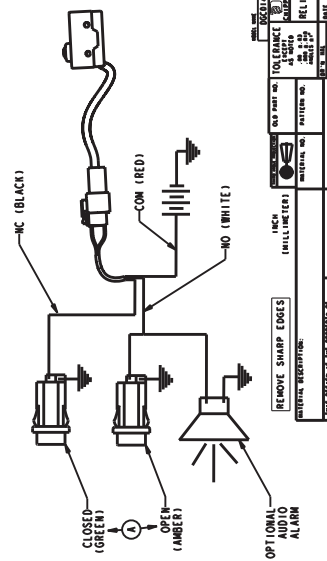 NC (BLACK)
COM (RED)
NO (WHITE)
CLOSED
(GREEN)
A
OPEN
(AMBER)
OPTIONAL
AUDIO
ALARM
REMOVE SHARP EDGES
INCH
[MILLIMETER]
MATERIAL DESCRIPTION:
MATERIAL NO.
PATTERN NO.
OLD PART NO.
TOLERANCE
EXCEPT
AS NOTED